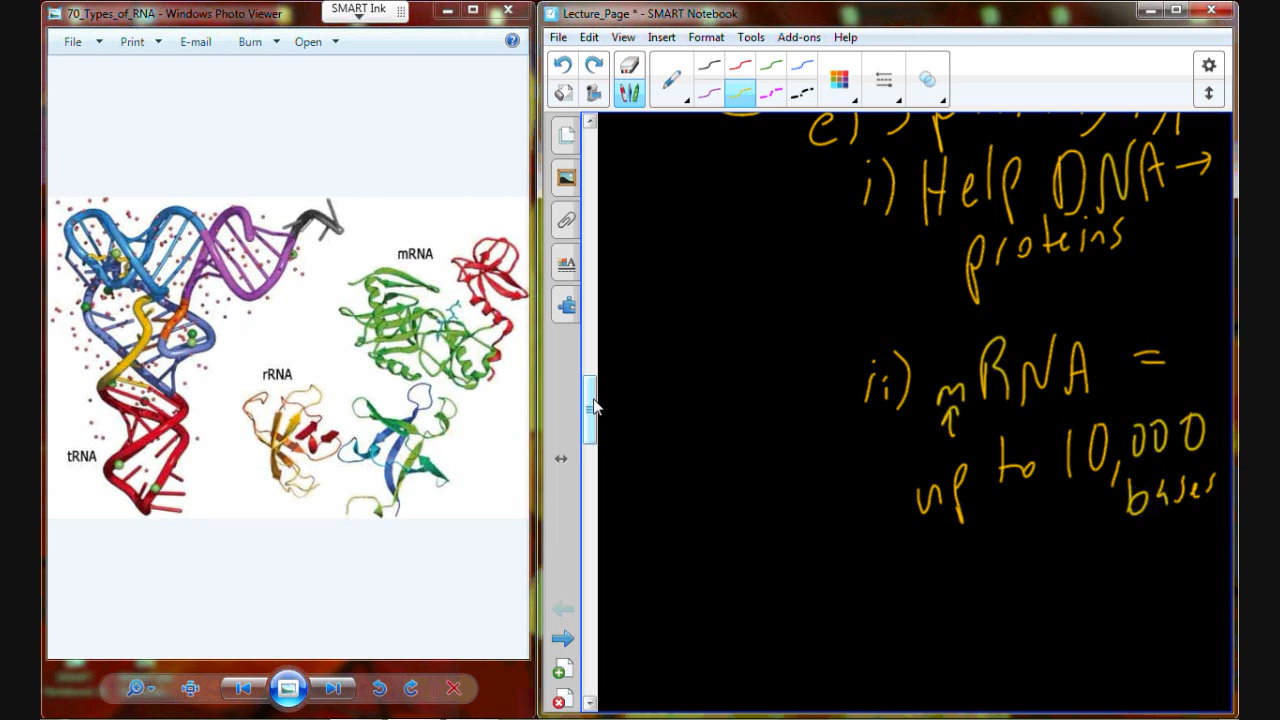 70_Types_of_RNA - Windows Photo Viewer
SMART Ink
File Print E-mail Burn Open
mRNA
rRNA
tRNA
Lecture_Page * - SMART Notebook
File Edit View Insert Format Tools Add-ons Help
i) Help DNA →
proteins
ii) mRNA =
↑
up to 10,000
bases